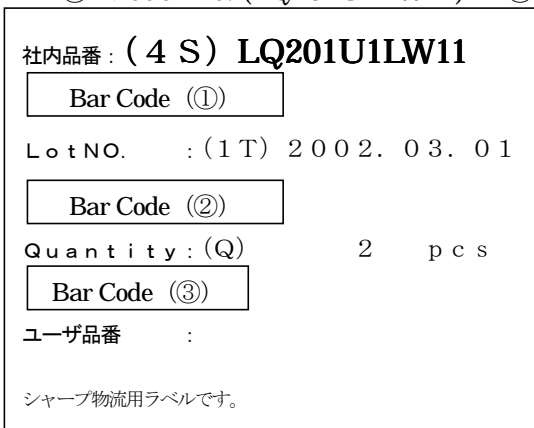 社内品番：(４Ｓ) LQ201U1LW11
Bar Code (①)
ＬｏｔNO. ：(１Ｔ) ２００２．０３．０１
Bar Code (②)
Ｑｕａｎｔｉｔｙ：(Q) ２ ｐｃｓ
Bar Code (③)
ユーザ品番 ：
シャープ物流用ラベルです。